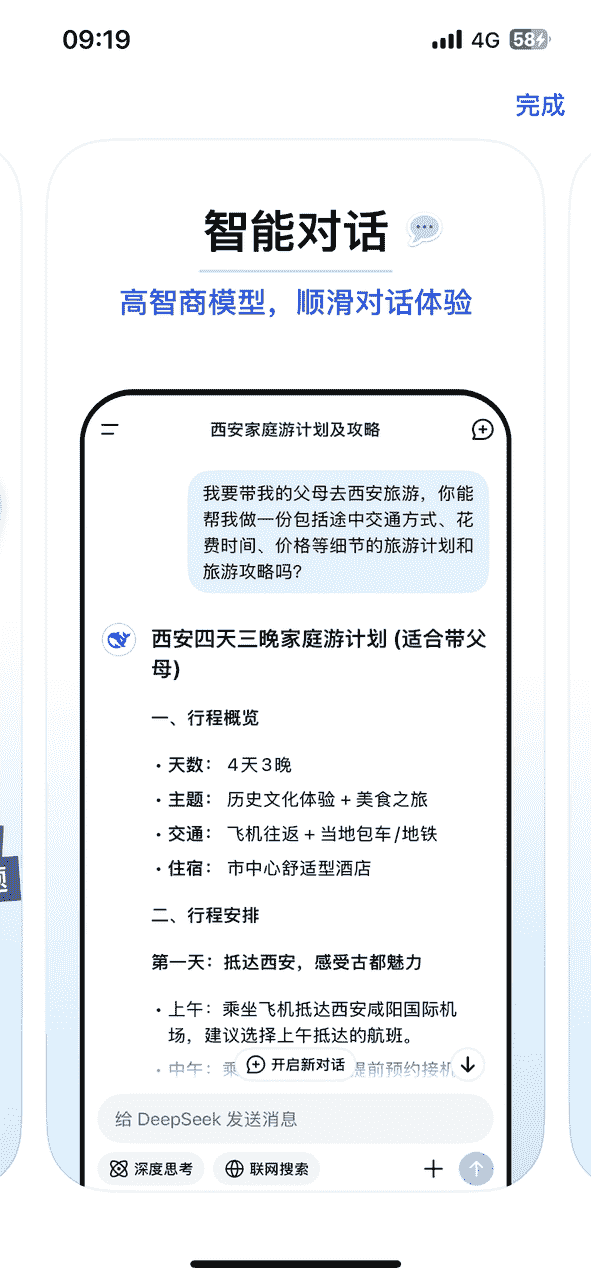 09:19
4G
58
完成
智能对话
高智商模型，顺滑对话体验
西安家庭游计划及攻略
我要带我的父母去西安旅游，你能
帮我做一份包括途中交通方式、花
费时间、价格等细节的旅游计划和
旅游攻略吗?
西安四天三晚家庭游计划 (适合带父
母)
一、行程概览
• 天数： 4天3晚
• 主题： 历史文化体验 + 美食之旅
• 交通： 飞机往返 + 当地包车/地铁
• 住宿： 市中心舒适型酒店
二、行程安排
第一天：抵达西安，感受古都魅力
• 上午：乘坐飞机抵达西安咸阳国际机
场，建议选择上午抵达的航班。
• 中午：乘
提前预约接机
开启新对话
给 DeepSeek 发送消息
深度思考
联网搜索